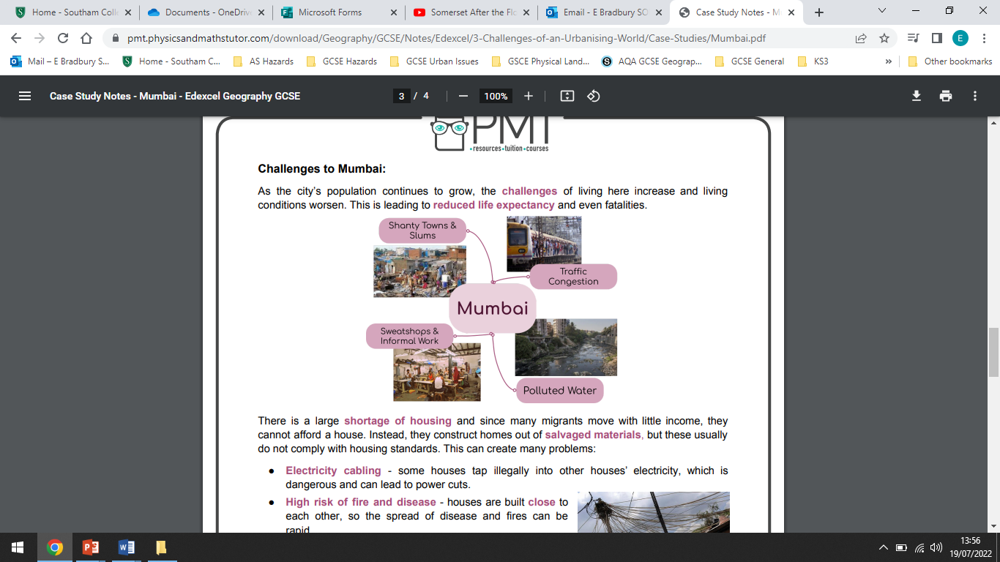 Home - Southam Coll
Documents - OneDrive
Microsoft Forms
Somerset After the Flo
Email - E Bradbury SO
Case Study Notes - M
pmt.physicsandmathstutor.com/download/Geography/GCSE/Notes/Edexcel/3-Challenges-of-an-Urbanising-World/Case-Studies/Mumbai.pdf
E
Mail – E Bradbury S...
Home - Southam C...
AS Hazards
GCSE Hazards
GCSE Urban Issues
GSCE Physical Land...
AQA GCSE Geograp...
GCSE General
KS3
»
Other bookmarks
Case Study Notes - Mumbai - Edexcel Geography GCSE
3 / 4
100%
PMT
•resources•tuition•courses
Challenges to Mumbai:
As the city's population continues to grow, the challenges of living here increase and living
conditions worsen. This is leading to reduced life expectancy and even fatalities.
Shanty Towns &
Slums
Traffic
Congestion
Mumbai
Sweatshops &
Informal Work
Polluted Water
There is a large shortage of housing and since many migrants move with little income, they
cannot afford a house. Instead, they construct homes out of salvaged materials, but these usually
do not comply with housing standards. This can create many problems:
● Electricity cabling - some houses tap illegally into other houses' electricity, which is
dangerous and can lead to power cuts.
● High risk of fire and disease - houses are built close to
each other, so the spread of disease and fires can be
rapid
13:56
19/07/2022